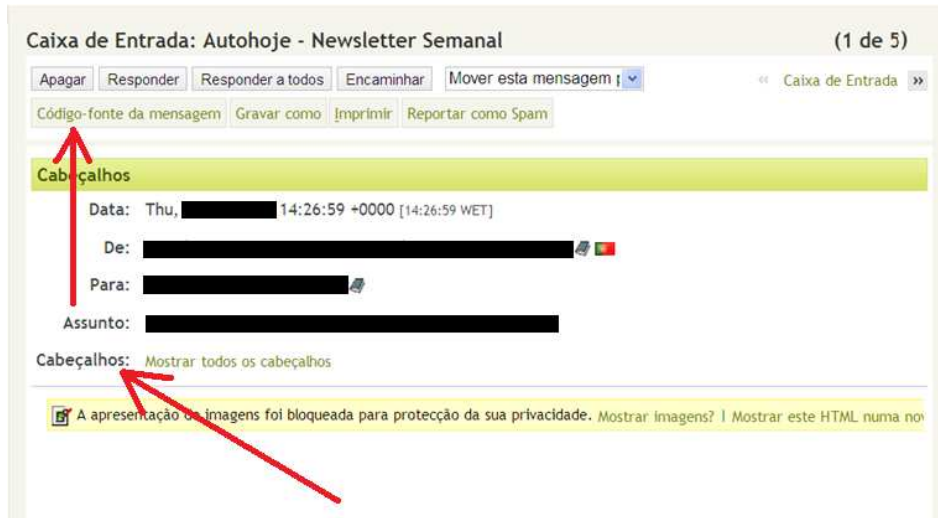 Caixa de Entrada: Autohoje - Newsletter Semanal (1 de 5)
Apagar Responder Responder a todos Encaminhar Mover esta mensagem p « Caixa de Entrada »
Código-fonte da mensagem Gravar como Imprimir Reportar como Spam
Cabeçalhos
Data: Thu, 14:26:59 +0000 [14:26:59 WET]
De:
Para:
Assunto:
Cabeçalhos: Mostrar todos os cabeçalhos
A apresentação de imagens foi bloqueada para protecção da sua privacidade. Mostrar imagens? | Mostrar este HTML numa nov